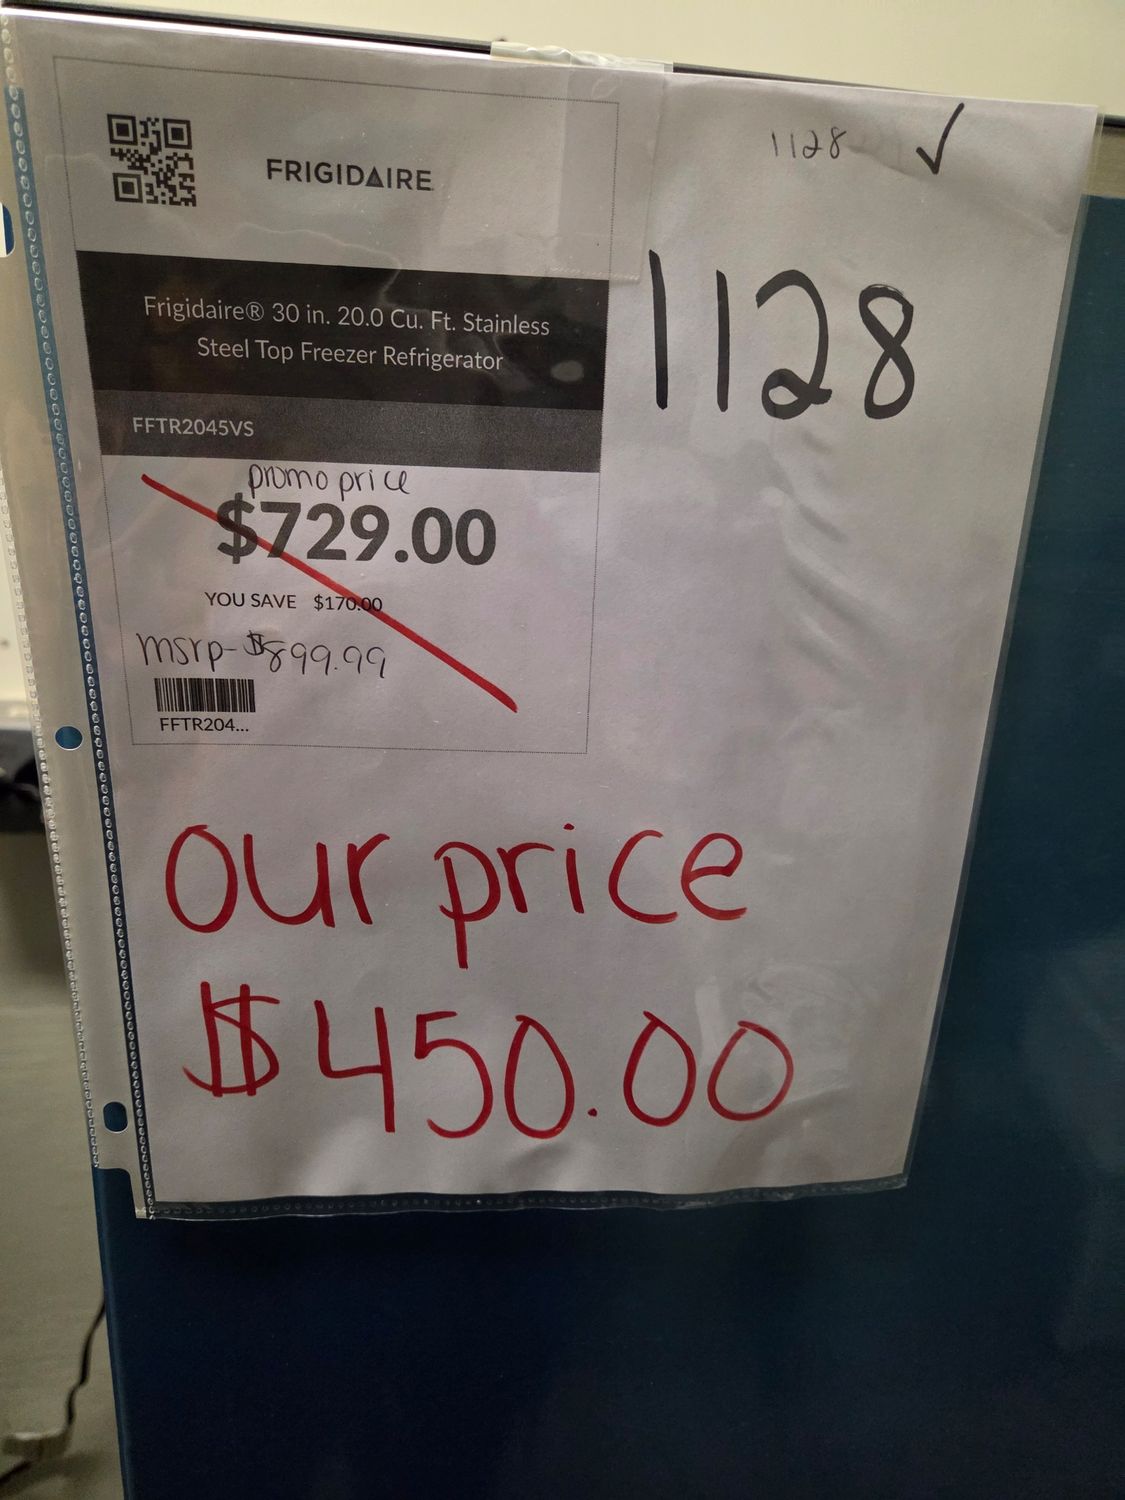 1128 ✓
FRIGIDAIRE
1128
Frigidaire® 30 in. 20.0 Cu. Ft. Stainless
Steel Top Freezer Refrigerator
FFTR2045VS
promo price
$729.00
YOU SAVE $170.00
msrp-$899.99
FFTR204...
our price
$450.00